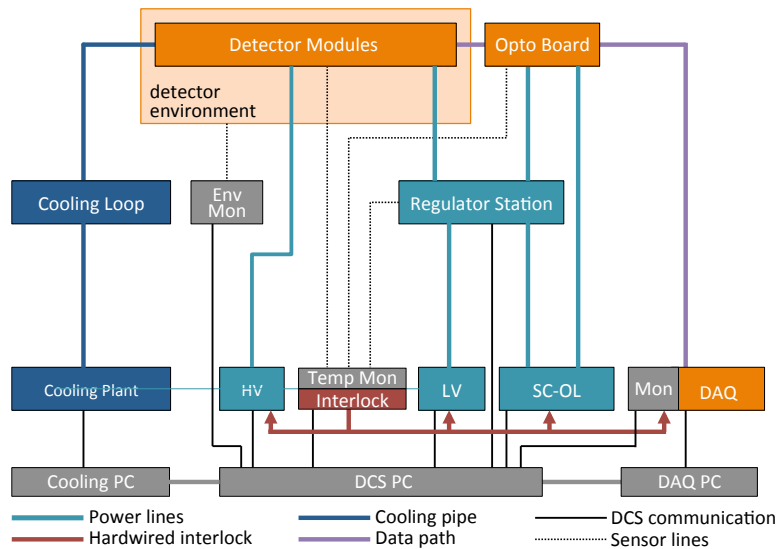 Detector Modules
Opto Board
detector
environment
Cooling Loop
Env
Mon
Regulator Station
Cooling Plant
HV
Temp Mon
Interlock
LV
SC-OL
Mon
DAQ
Cooling PC
DCS PC
DAQ PC
Power lines
Cooling pipe
DCS communication
Hardwired interlock
Data path
Sensor lines